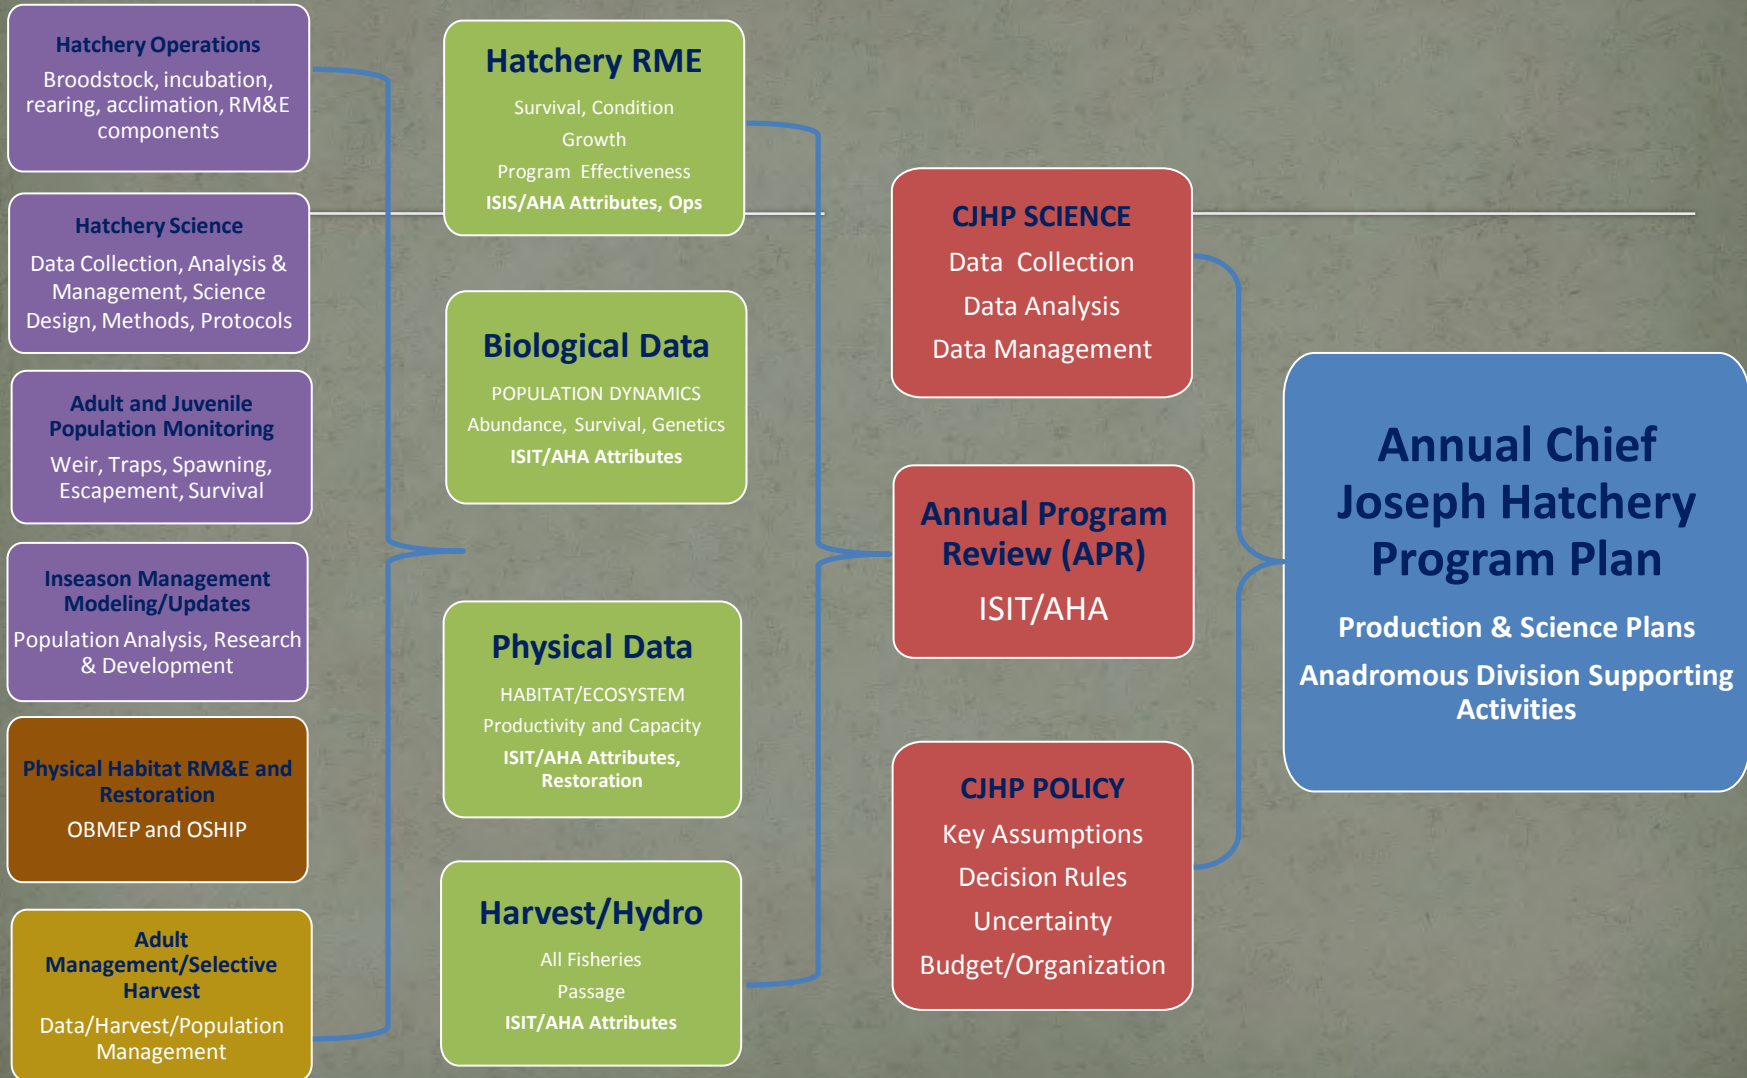 Hatchery Operations
Broodstock, incubation,
rearing, acclimation, RM&E
components
Hatchery Science
Data Collection, Analysis &
Management, Science
Design, Methods, Protocols
Adult and Juvenile
Population Monitoring
Weir, Traps, Spawning,
Escapement, Survival
Inseason Management
Modeling/Updates
Population Analysis, Research
& Development
Physical Habitat RM&E and
Restoration
OBMEP and OSHIP
Adult
Management/Selective
Harvest
Data/Harvest/Population
Management
Hatchery RME
Survival, Condition
Growth
Program Effectiveness
ISIS/AHA Attributes, Ops
Biological Data
POPULATION DYNAMICS
Abundance, Survival, Genetics
ISIT/AHA Attributes
Physical Data
HABITAT/ECOSYSTEM
Productivity and Capacity
ISIT/AHA Attributes,
Restoration
Harvest/Hydro
All Fisheries
Passage
ISIT/AHA Attributes
CJHP SCIENCE
Data Collection
Data Analysis
Data Management
Annual Program
Review (APR)
ISIT/AHA
CJHP POLICY
Key Assumptions
Decision Rules
Uncertainty
Budget/Organization
Annual Chief
Joseph Hatchery
Program Plan
Production & Science Plans
Anadromous Division Supporting
Activities